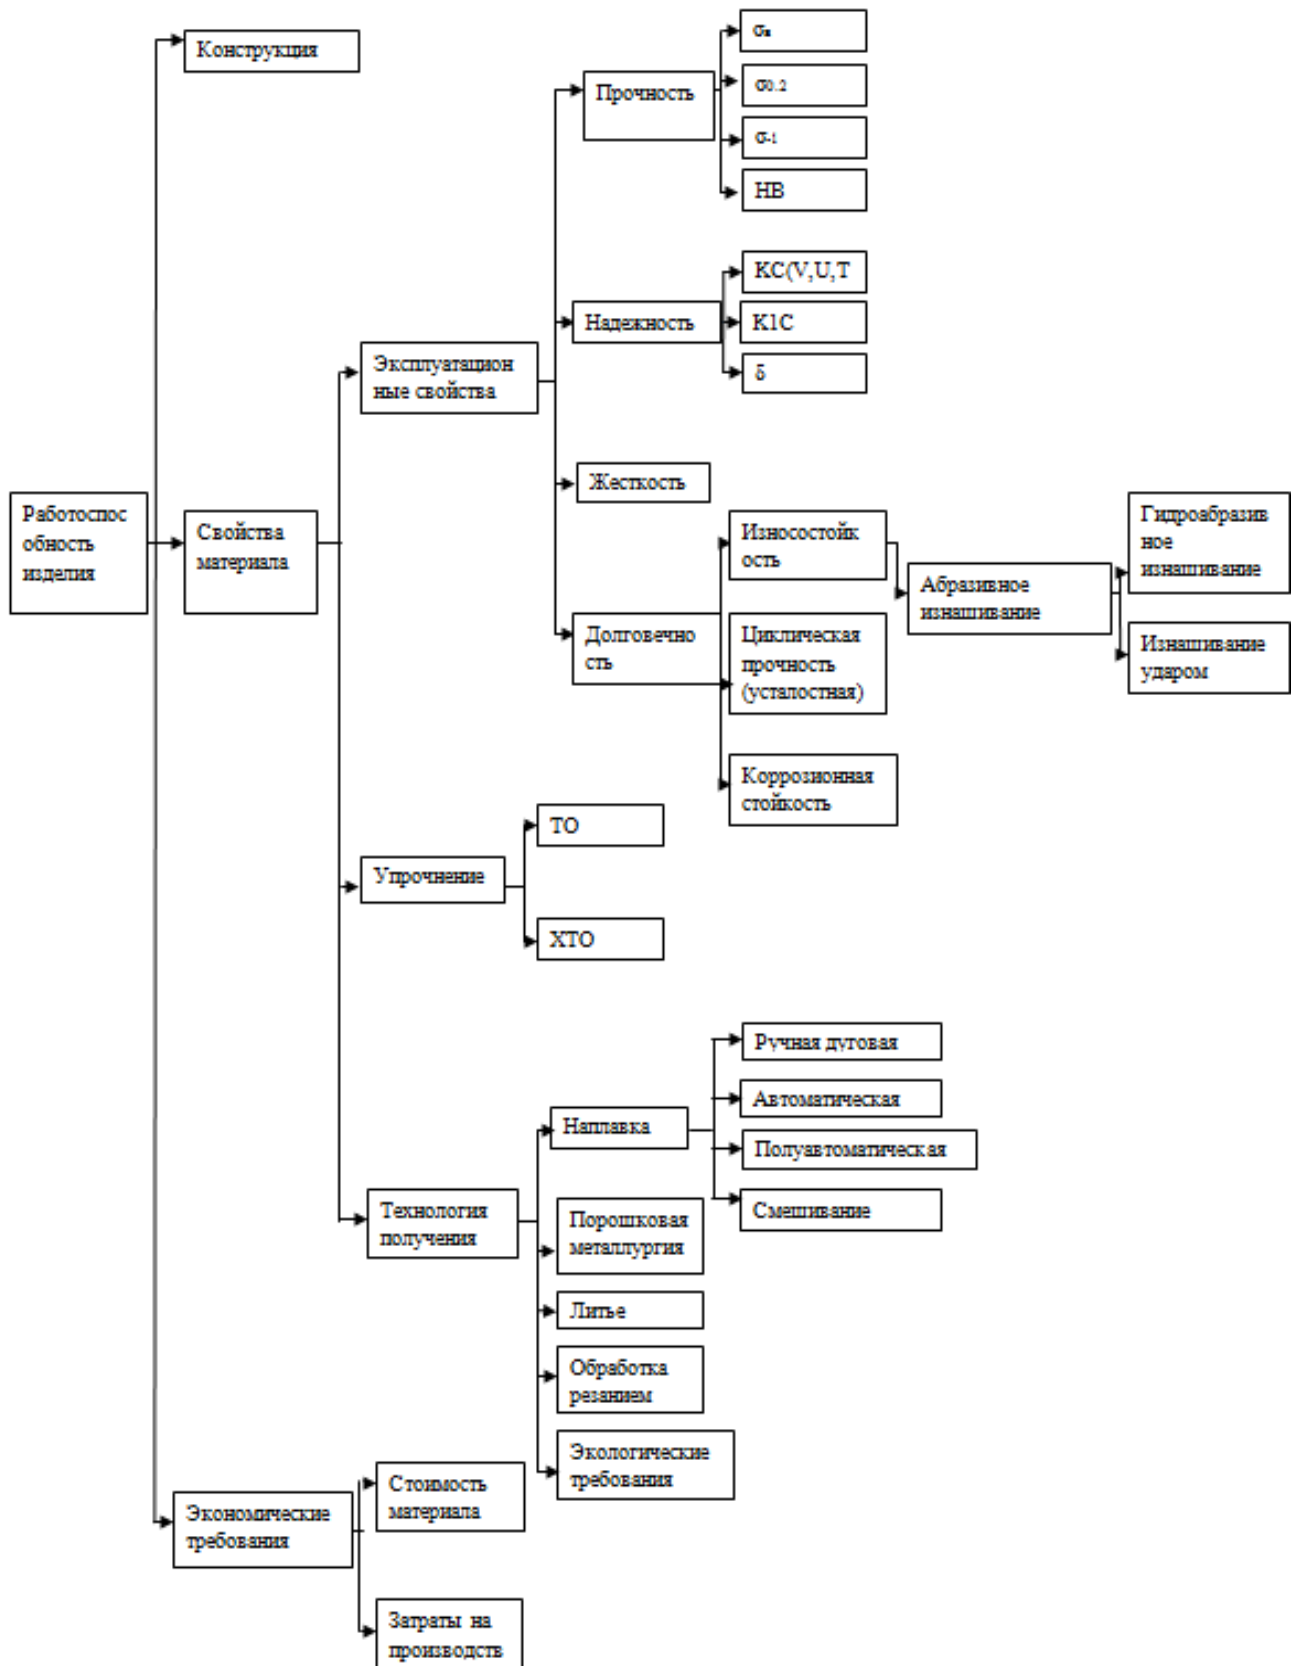 Конструкция
Прочность
σв
σ0.2
σ-1
НВ
Надежность
КС(V,U,Т
К1С
δ
Эксплуатацион
ные свойства
Жесткость
Работоспос
обность
изделия
Свойства
материала
Долговечно
сть
Износостойк
ость
Циклическая
прочность
(усталостная)
Коррозионная
стойкость
Абразивное
изнашивание
Гидроабразив
ное
изнашивание
Изнашивание
ударом
Упрочнение
ТО
ХТО
Технология
получения
Наплавка
Ручная дуговая
Автоматическая
Полуавтоматическая
Смешивание
Порошковая
металлургия
Литье
Обработка
резанием
Экологические
требования
Экономические
требования
Стоимость
материала
Затраты на
производств